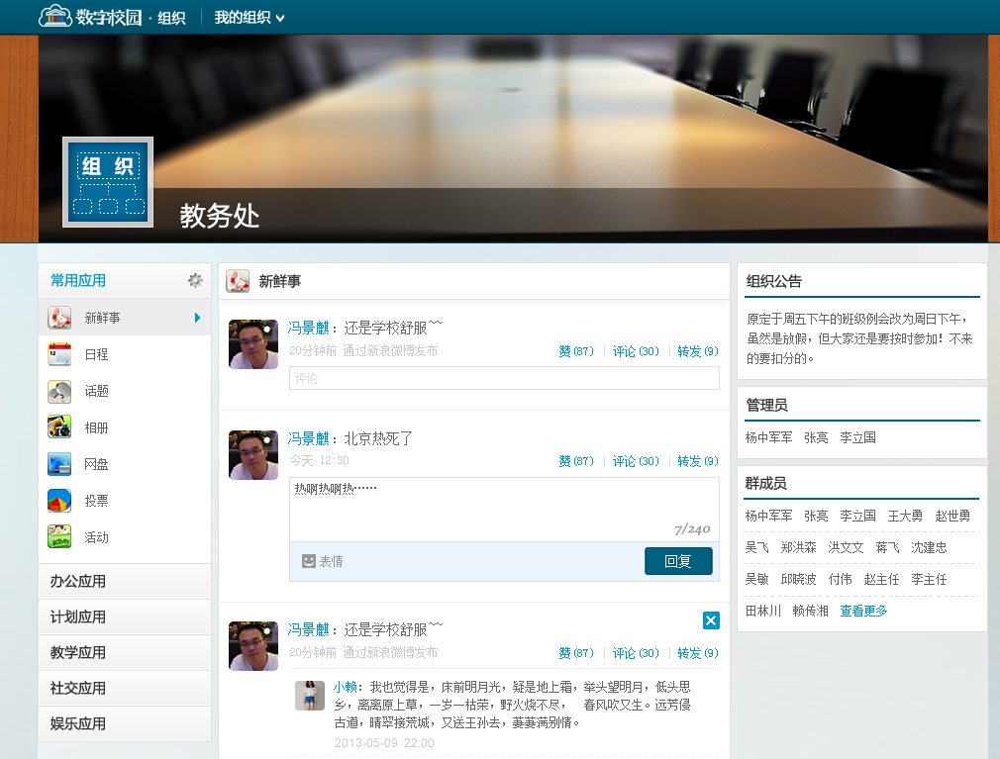 数字校园 · 组织 我的组织
组 织
教务处
常用应用
新鲜事
日程
话题
相册
网盘
投票
活动
办公应用
计划应用
教学应用
社交应用
娱乐应用
新鲜事
冯景麒：还是学校舒服~~
20分钟前 通过新浪微博发布 赞(87) 评论(30) 转发(9)
评论
冯景麒：北京热死了
今天 12:30 赞(87) 评论(30) 转发(9)
热啊热啊热……
7/240
表情 回复
冯景麒：还是学校舒服~~
20分钟前 通过新浪微博发布 赞(87) 评论(30) 转发(9)
小赖：我也觉得是，床前明月光，疑是地上霜，举头望明月，低头思
乡，离离原上草，一岁一枯荣，野火烧不尽， 春风吹又生。远芳侵
古道，晴翠接荒城，又送王孙去，萋萋满别情。
2013-05-09 22:00
组织公告
原定于周五下午的班级例会改为周日下午，
虽然是放假，但大家还是要按时参加！不来
的要扣分的。
管理员
杨中军军 张亮 李立国
群成员
杨中军军 张亮 李立国 王大勇 赵世勇
吴飞 郑洪森 洪文文 蒋飞 沈建忠
吴敏 邱晓波 付伟 赵主任 李主任
田林川 赖传湘 查看更多